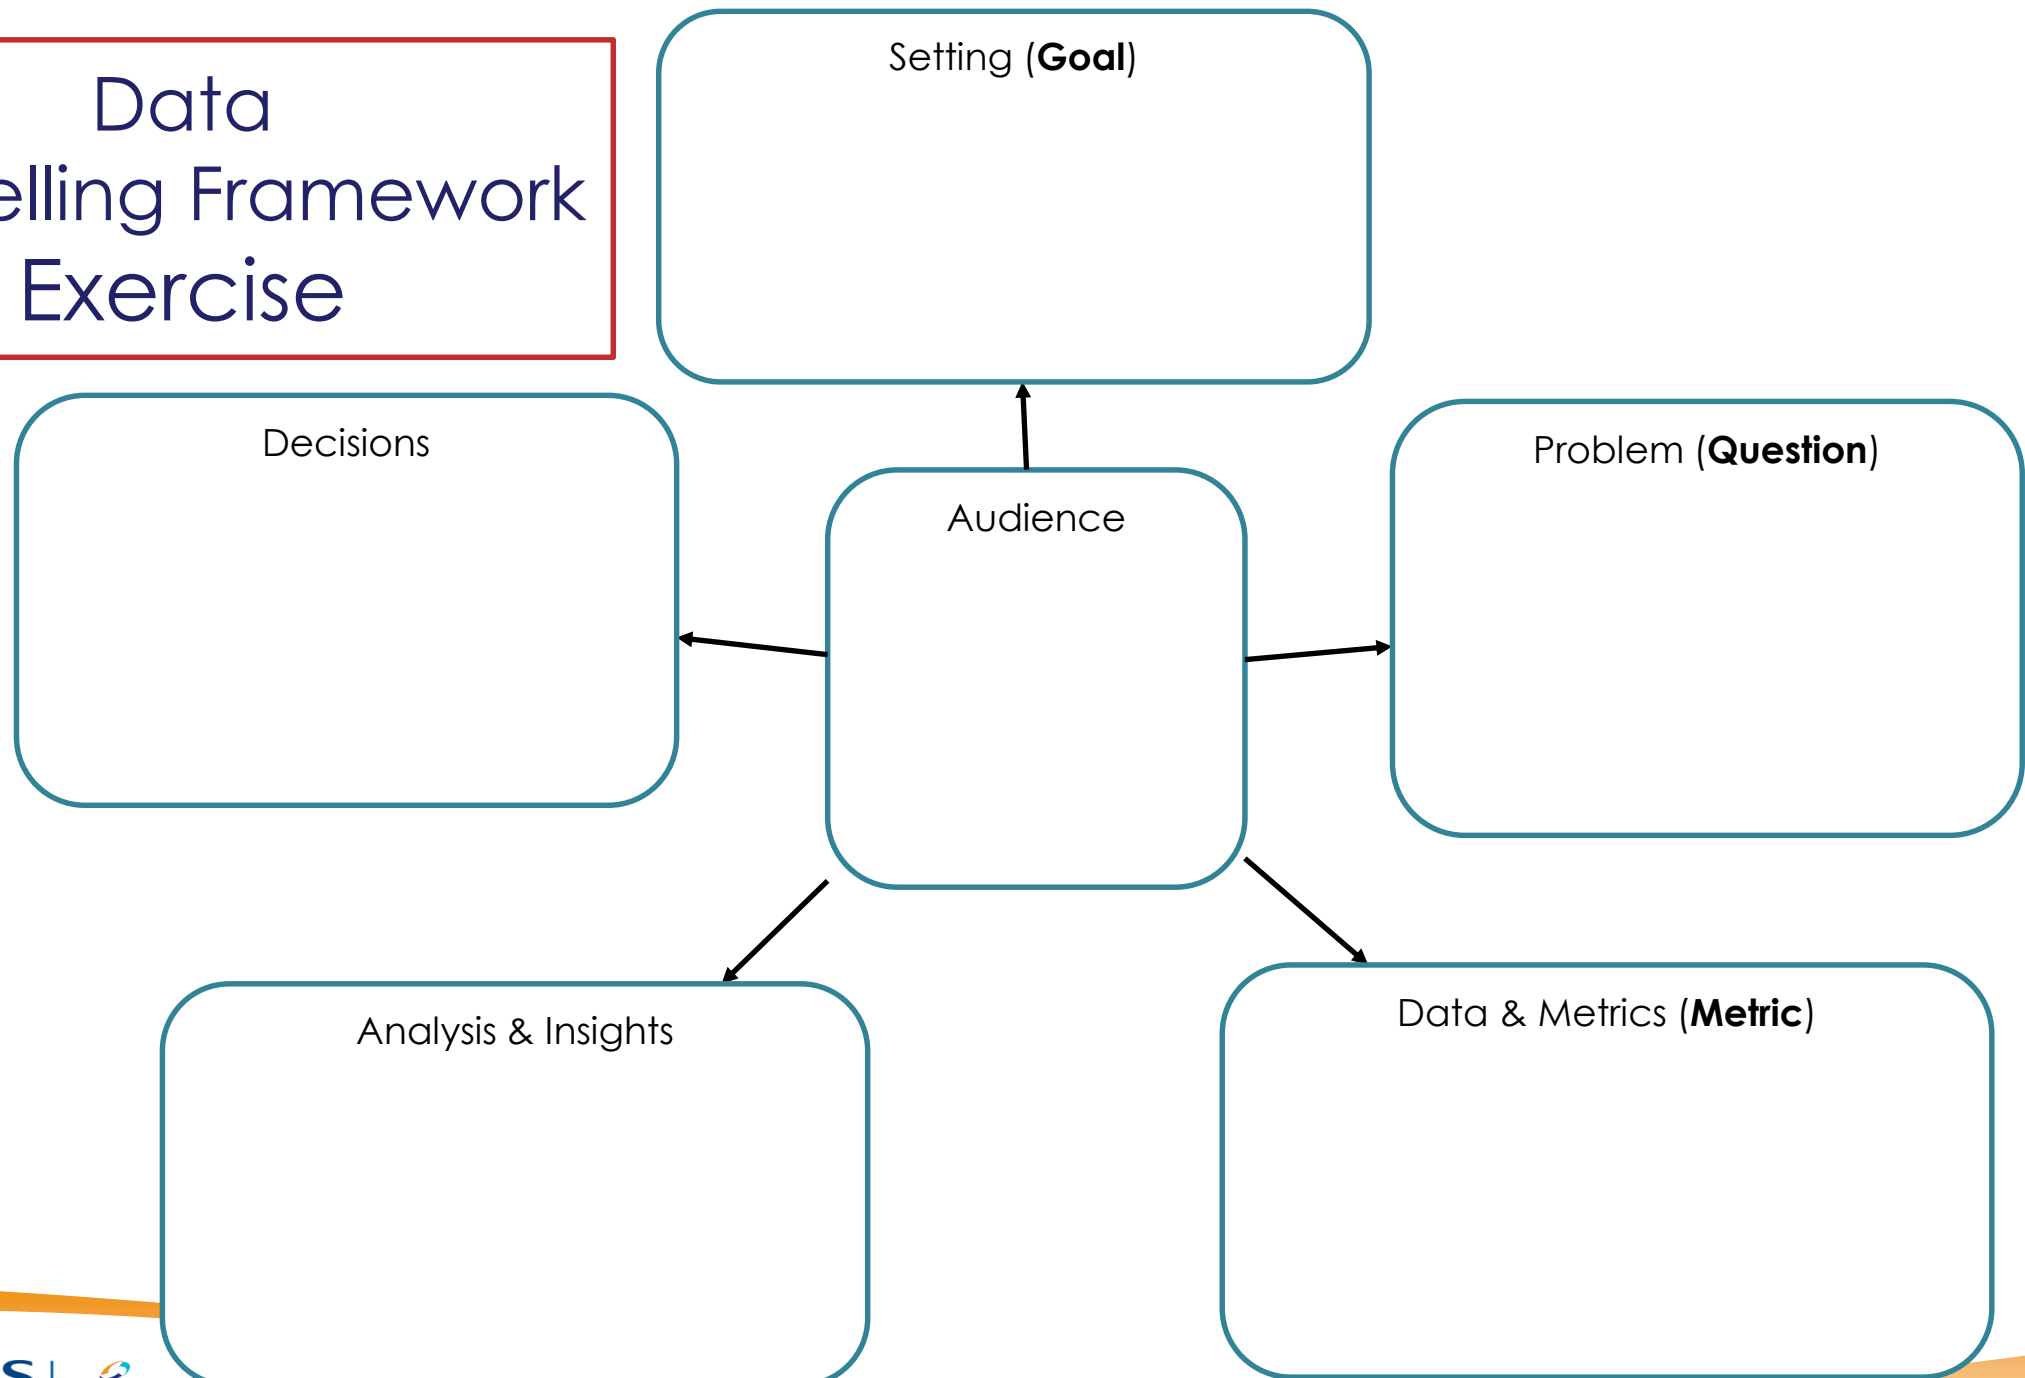 Data
elling Framework
Exercise
Setting (Goal)
Decisions
Audience
Problem (Question)
Analysis & Insights
Data & Metrics (Metric)
S